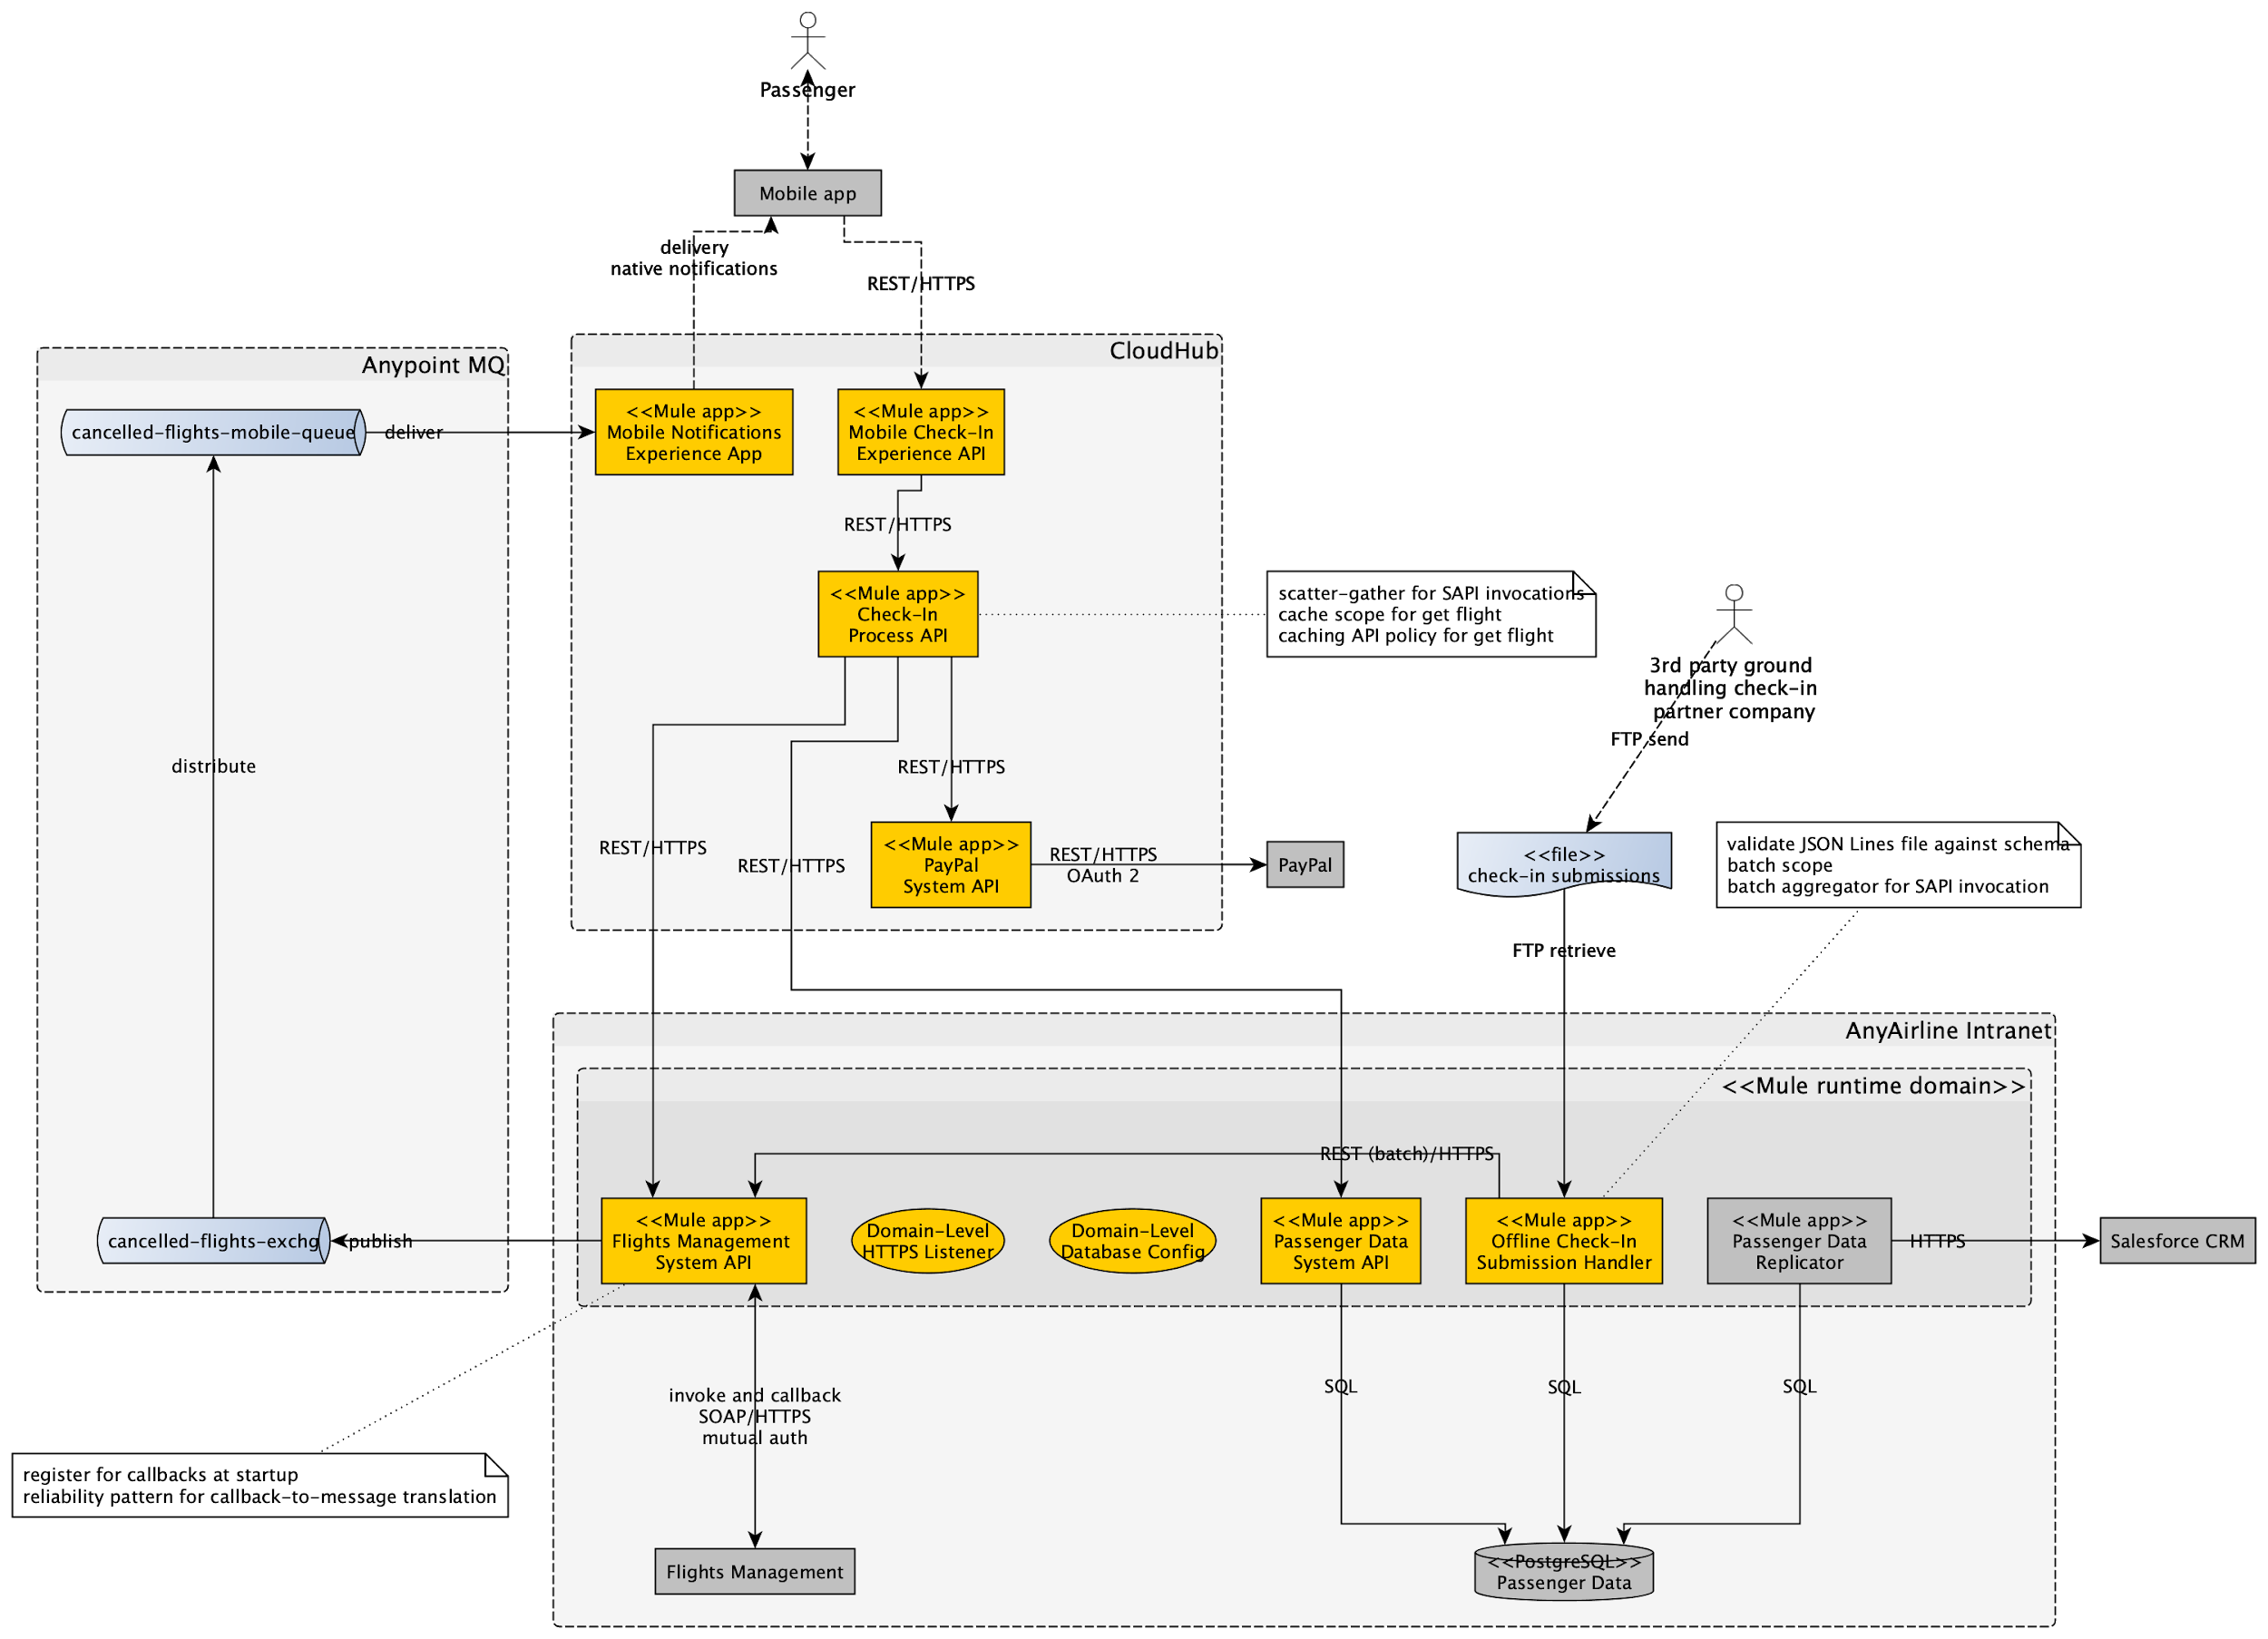 Passenger
Mobile app
delivery
native notifications
REST/HTTPS
CloudHub
Anypoint MQ
cancelled-flights-mobile-queue
deliver
<<Mule app>>
Mobile Notifications
Experience App
<<Mule app>>
Mobile Check-In
Experience API
REST/HTTPS
<<Mule app>>
Check-In
Process API
scatter-gather for SAPI invocations
cache scope for get flight
caching API policy for get flight
3rd party ground
handling check-in
partner company
FTP send
distribute
REST/HTTPS
REST/HTTPS
REST/HTTPS
<<Mule app>>
PayPal
System API
REST/HTTPS
OAuth 2
PayPal
<<file>>
check-in submissions
validate JSON Lines file against schema
batch scope
batch aggregator for SAPI invocation
FTP retrieve
AnyAirline Intranet
<<Mule runtime domain>>
REST (batch)/HTTPS
cancelled-flights-exchg
publish
<<Mule app>>
Flights Management
System API
Domain-Level
HTTPS Listener
Domain-Level
Database Config
<<Mule app>>
Passenger Data
System API
<<Mule app>>
Offline Check-In
Submission Handler
<<Mule app>>
Passenger Data
Replicator
HTTPS
Salesforce CRM
invoke and callback
SOAP/HTTPS
mutual auth
SQL
SQL
SQL
register for callbacks at startup
reliability pattern for callback-to-message translation
Flights Management
<<PostgreSQL>>
Passenger Data